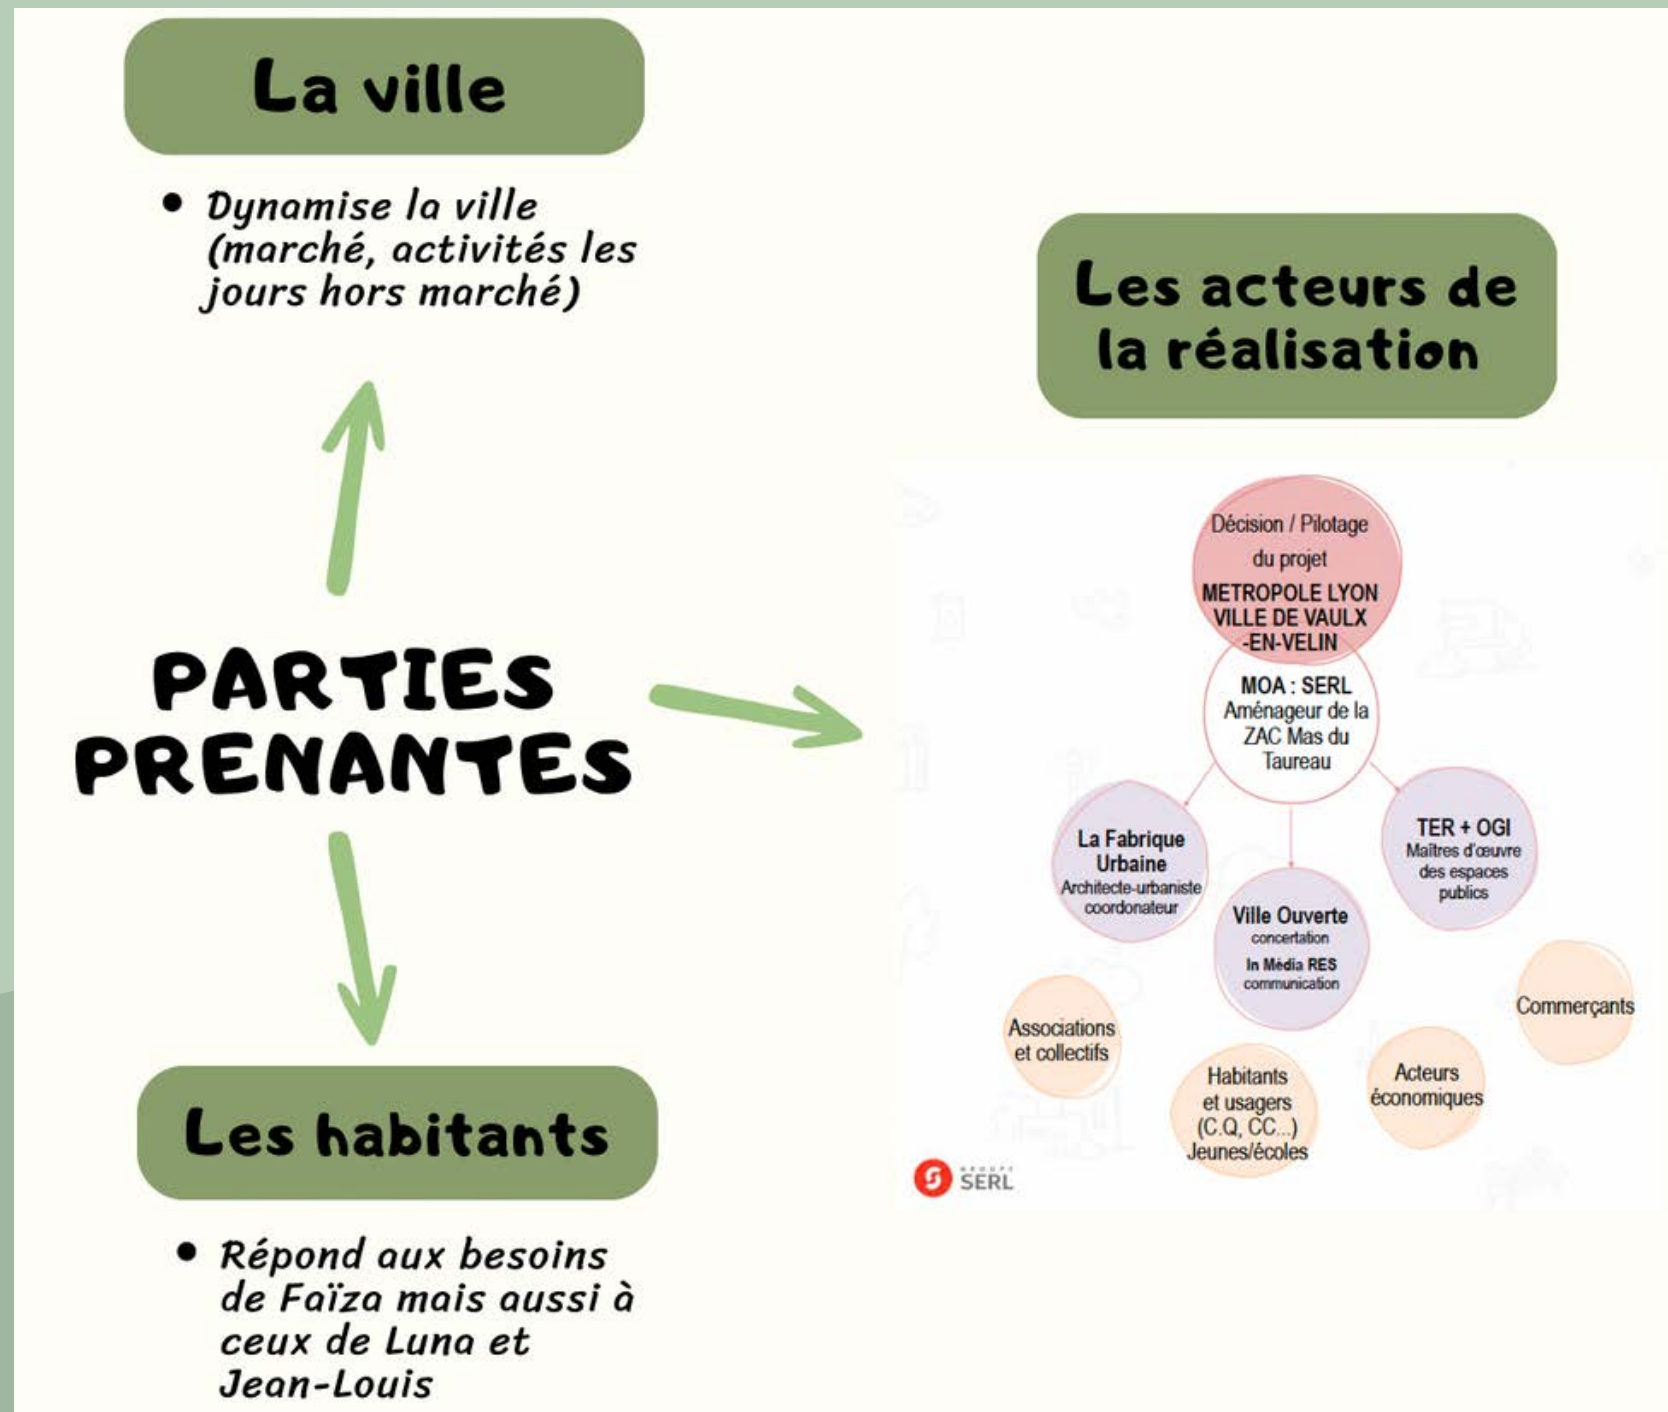 La ville
• Dynamise la ville
(marché, activités les
jours hors marché)
PARTIES
PRENANTES
Les habitants
• Répond aux besoins
de Faïza mais aussi à
ceux de Luna et
Jean-Louis
Les acteurs de
la réalisation
Décision / Pilotage
du projet
METROPOLE LYON
VILLE DE VAULX
-EN-VELIN
MOA : SERL
Aménageur de la
ZAC Mas du
Taureau
La Fabrique
Urbaine
Architecte-urbaniste
coordonateur
Ville Ouverte
concertation
In Média RES
communication
TER + OGI
Maîtres d'œuvre
des espaces
publics
Associations
et collectifs
Habitants
et usagers
(C.Q, CC...)
Jeunes/écoles
Acteurs
économiques
Commerçants
GROUPE
SERL